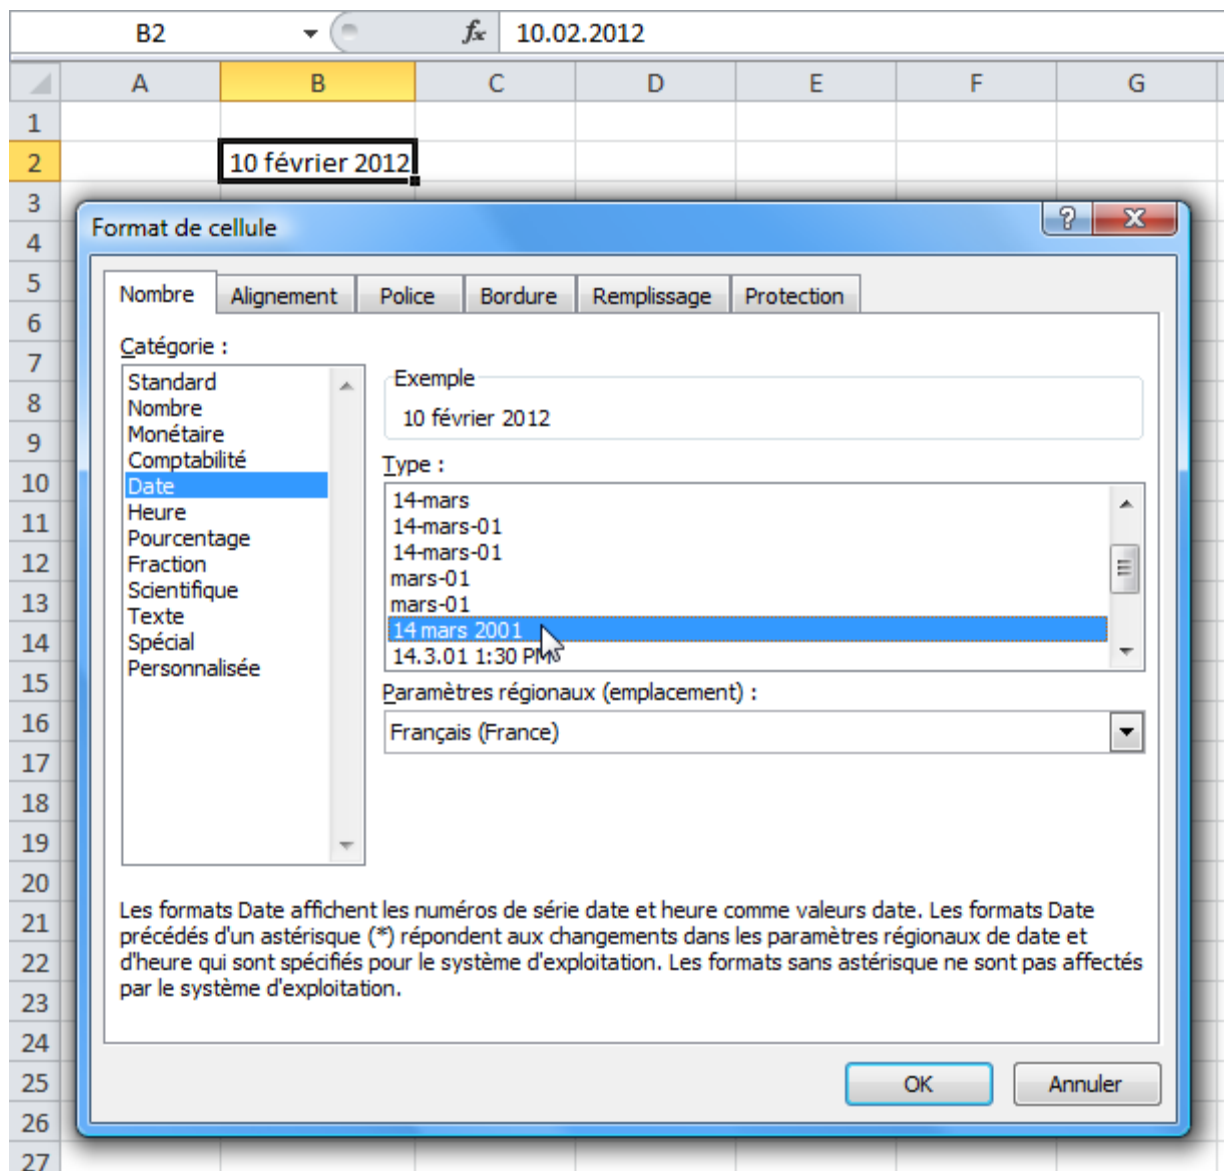 B2 fx 10.02.2012
A B C D E F G
1
2 10 février 2012
3
4
5
6
7
8
9
10
11
12
13
14
15
16
17
18
19
20
21
22
23
24
25
26
27
Format de cellule ? X
Nombre Alignement Police Bordure Remplissage Protection
Catégorie :
Standard
Nombre
Monétaire
Comptabilité
Date
Heure
Pourcentage
Fraction
Scientifique
Texte
Spécial
Personnalisée
Exemple
10 février 2012
Type :
14-mars
14-mars-01
14-mars-01
mars-01
mars-01
14 mars 2001
14.3.01 1:30 PM
Paramètres régionaux (emplacement) :
Français (France)
Les formats Date affichent les numéros de série date et heure comme valeurs date. Les formats Date
précédés d'un astérisque (*) répondent aux changements dans les paramètres régionaux de date et
d'heure qui sont spécifiés pour le système d'exploitation. Les formats sans astérisque ne sont pas affectés
par le système d'exploitation.
OK Annuler